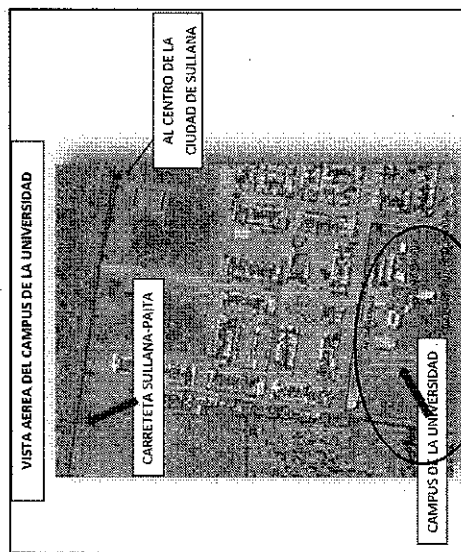 VISTA AEREA DEL CAMPUS DE LA UNIVERSIDAD
AL CENTRO DE LA
CIUDAD DE SULLANA
CARRETETA SULLANA-PAITA
CAMPUS DE LA UNIVERSIDAD